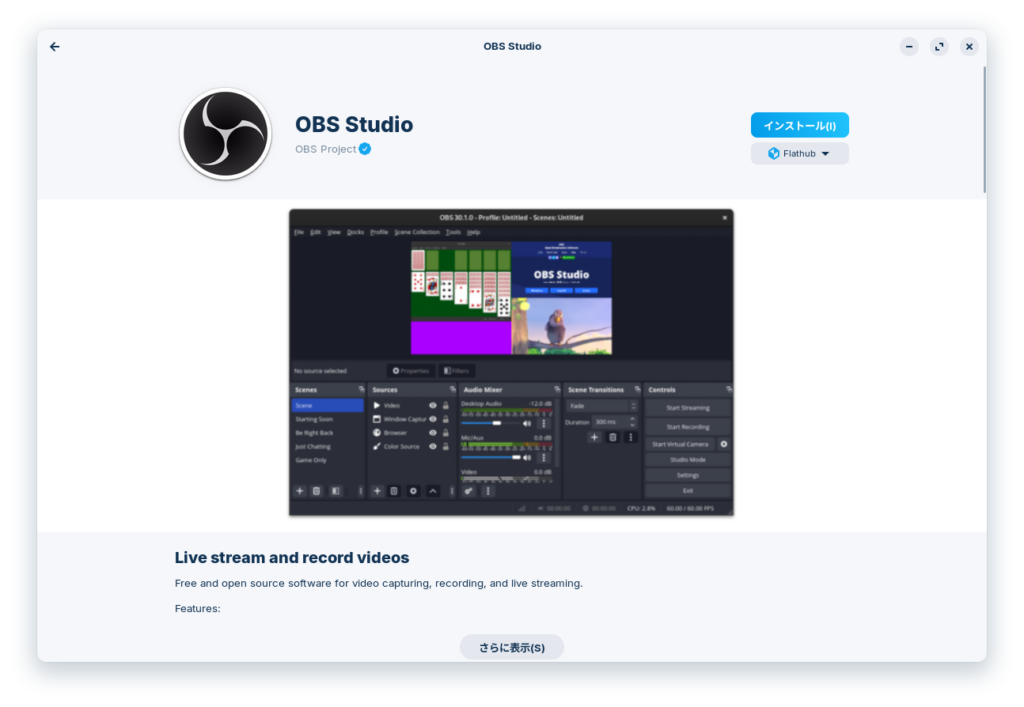 OBS Studio
OBS Studio
OBS Project
インストール(I)
Flathub
OBS 30.1.0 - Profile: Untitled - Scenes: Untitled
File Edit View Docks Profile Scene Collection Tools Help
OBS Studio
No source selected
Properties
Filters
Scenes
Scene
Starting Soon
Be Right Back
Just Chatting
Game Only
Sources
Video
Window Captur
Browser
Color Source
Audio Mixer
Desktop Audio -12.0 dB
Mic/Aux 0.0 dB
Video 0.0 dB
Scene Transitions
Fade
Duration 300 ms
Controls
Start Streaming
Start Recording
Start Virtual Camera
Studio Mode
Settings
Exit
00:00:00 00:00:00 CPU: 2.8% 60.00 / 60.00 FPS
Live stream and record videos
Free and open source software for video capturing, recording, and live streaming.
Features:
さらに表示(S)